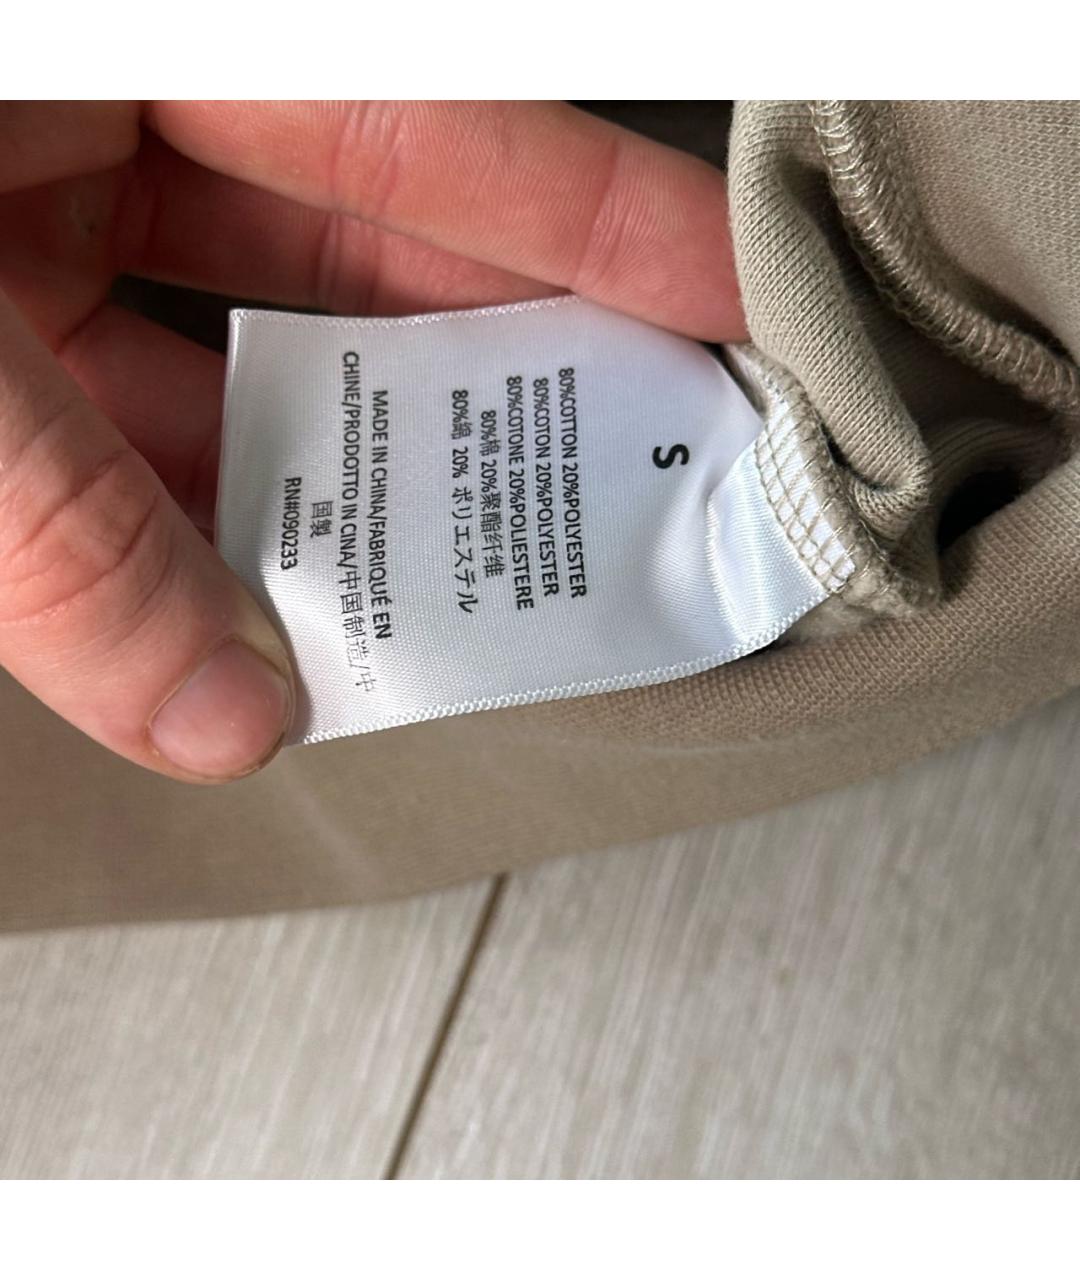 S
80%COTTON 20%POLYESTER
80%COTON 20%POLYESTER
80%COTONE 20%POLIESTERE
80%棉 20%聚酯纤维
80%綿 20% ポリエステル
MADE IN CHINA/FABRIQUÉ EN
CHINE/PRODOTTO IN CINA/中国制造/中
国製
RN#090233